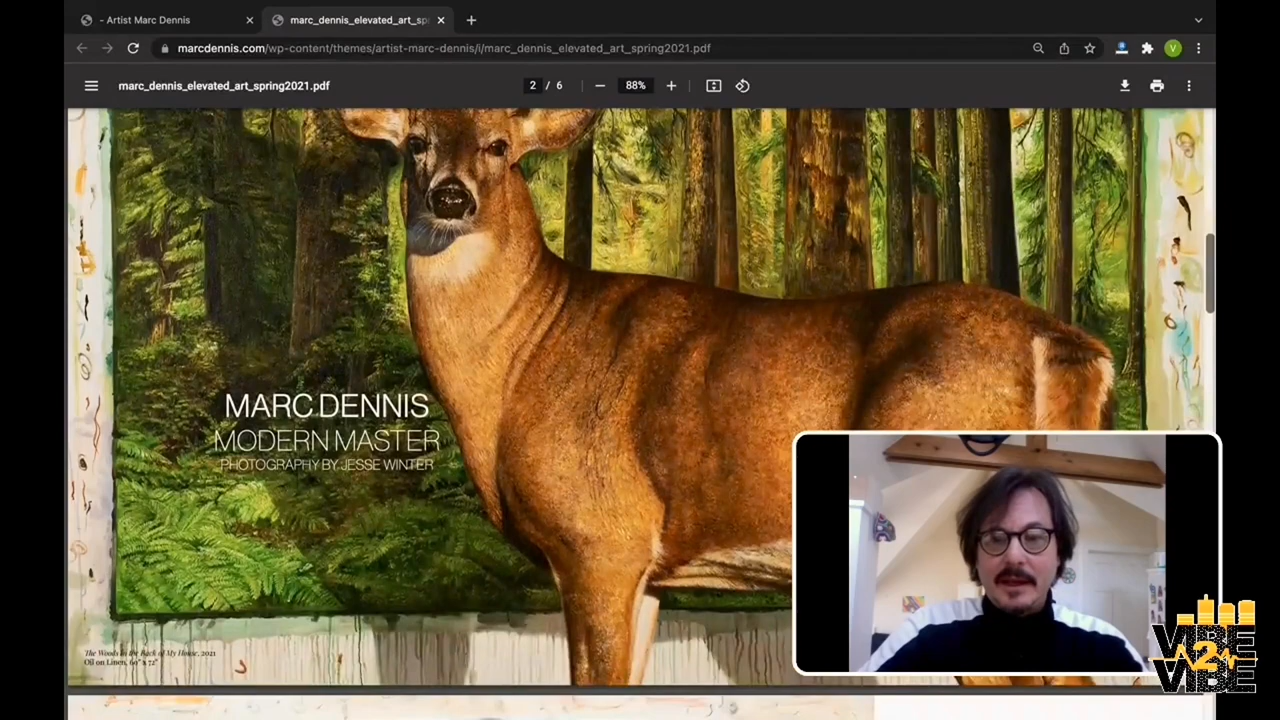 - Artist Marc Dennis
marc_dennis_elevated_art_sp
marcdennis.com/wp-content/themes/artist-marc-dennis/i/marc_dennis_elevated_art_spring2021.pdf
V
marc_dennis_elevated_art_spring2021.pdf
2 / 6
88%
MARC DENNIS
MODERN MASTER
PHOTOGRAPHY BY JESSE WINTER
The Woods in the Back of My House, 2021
Oil on Linen, 60" x 72"
VIBE
2
VIBE